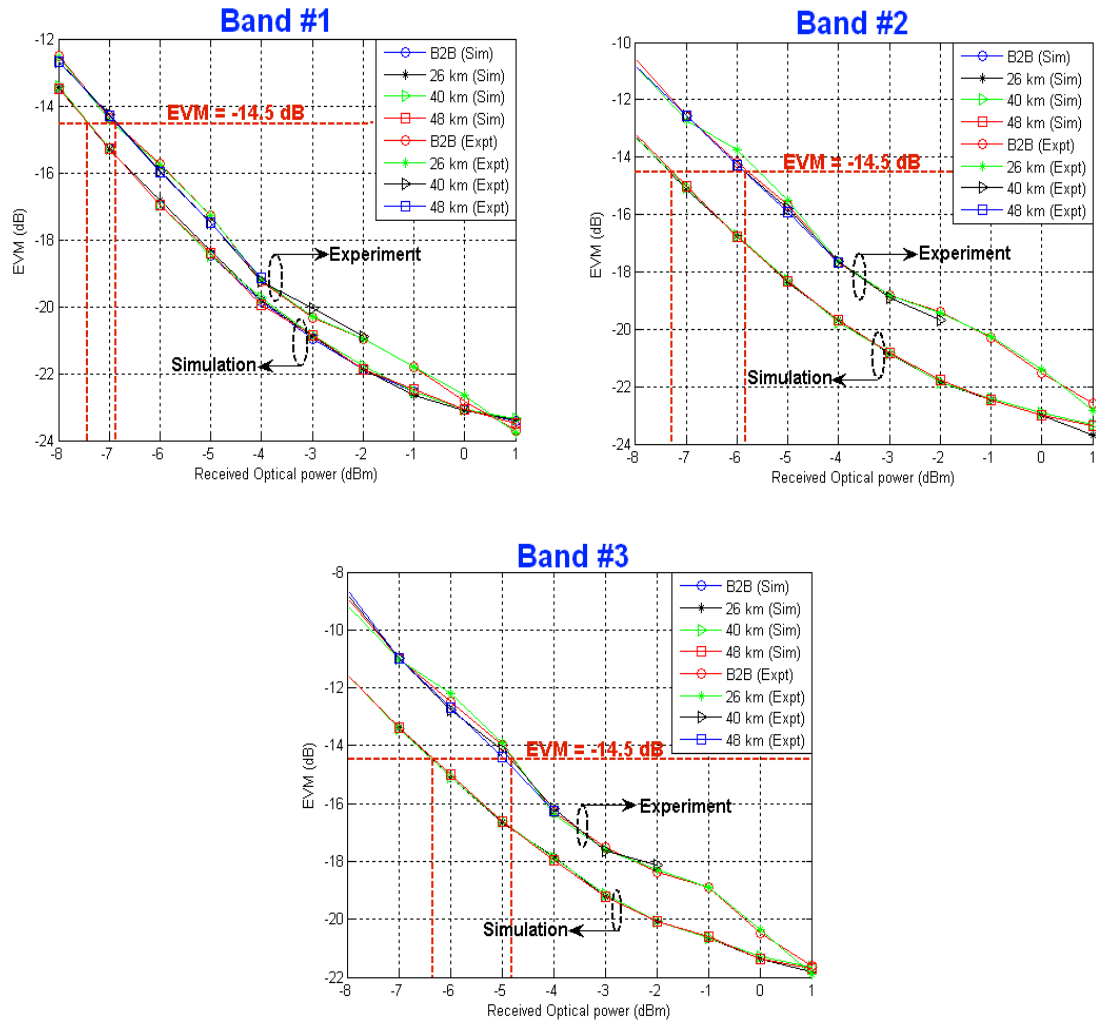 Band #1
-12
-14
-16
-18
-20
-22
-24
EVM (dB)
-8 -7 -6 -5 -4 -3 -2 -1 0 1
Received Optical power (dBm)
B2B (Sim)
26 km (Sim)
40 km (Sim)
48 km (Sim)
B2B (Expt)
26 km (Expt)
40 km (Expt)
48 km (Expt)
EVM = -14.5 dB
Experiment
Simulation
Band #2
-10
-12
-14
-16
-18
-20
-22
-24
EVM (dB)
-8 -7 -6 -5 -4 -3 -2 -1 0 1
Received Optical power (dBm)
B2B (Sim)
26 km (Sim)
40 km (Sim)
48 km (Sim)
B2B (Expt)
26 km (Expt)
40 km (Expt)
48 km (Expt)
EVM = -14.5 dB
Experiment
Simulation
Band #3
-8
-10
-12
-14
-16
-18
-20
-22
EVM (dB)
-8 -7 -6 -5 -4 -3 -2 -1 0 1
Received Optical power (dBm)
B2B (Sim)
26 km (Sim)
40 km (Sim)
48 km (Sim)
B2B (Expt)
26 km (Expt)
40 km (Expt)
48 km (Expt)
EVM = -14.5 dB
Experiment
Simulation